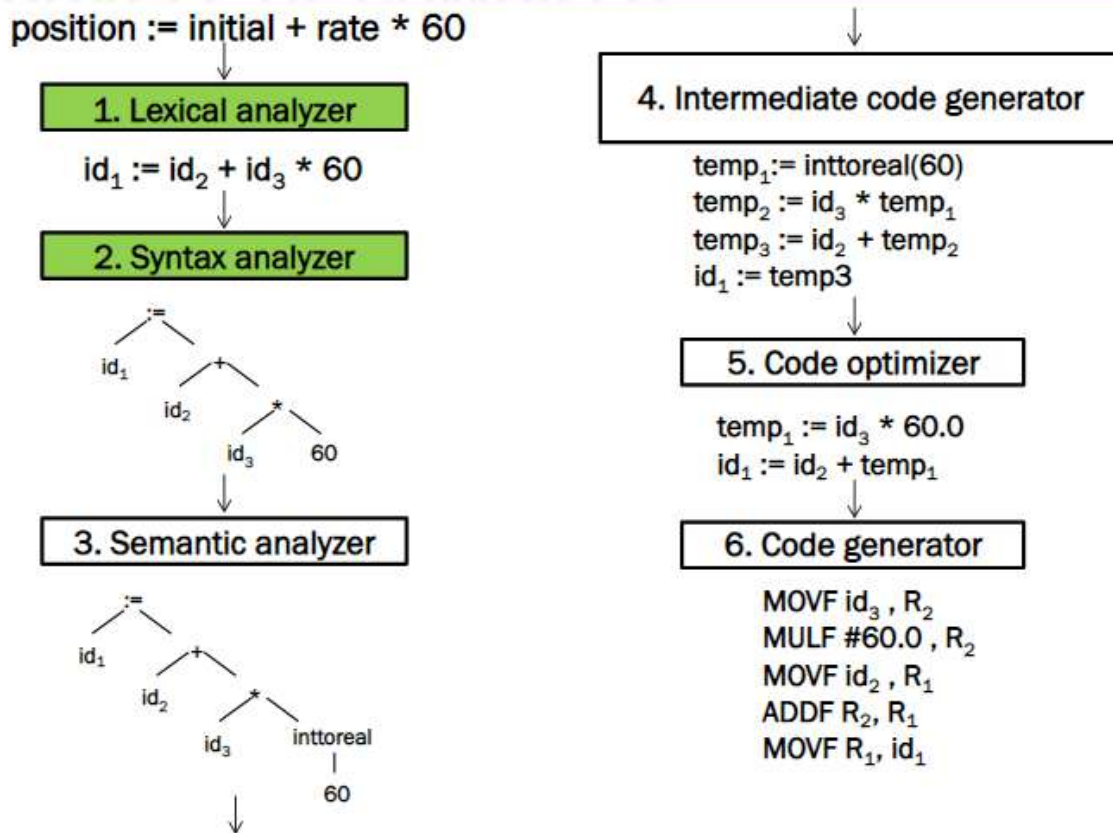 position := initial + rate * 60
1. Lexical analyzer
id₁ := id₂ + id₃ * 60
2. Syntax analyzer
:=
id₁ +
id₂ *
id₃ 60
3. Semantic analyzer
:=
id₁ +
id₂ *
id₃ inttoreal
60
4. Intermediate code generator
temp₁:= inttoreal(60)
temp₂ := id₃ * temp₁
temp₃ := id₂ + temp₂
id₁ := temp3
5. Code optimizer
temp₁ := id₃ * 60.0
id₁ := id₂ + temp₁
6. Code generator
MOVF id₃ , R₂
MULF #60.0 , R₂
MOVF id₂ , R₁
ADDF R₂, R₁
MOVF R₁, id₁